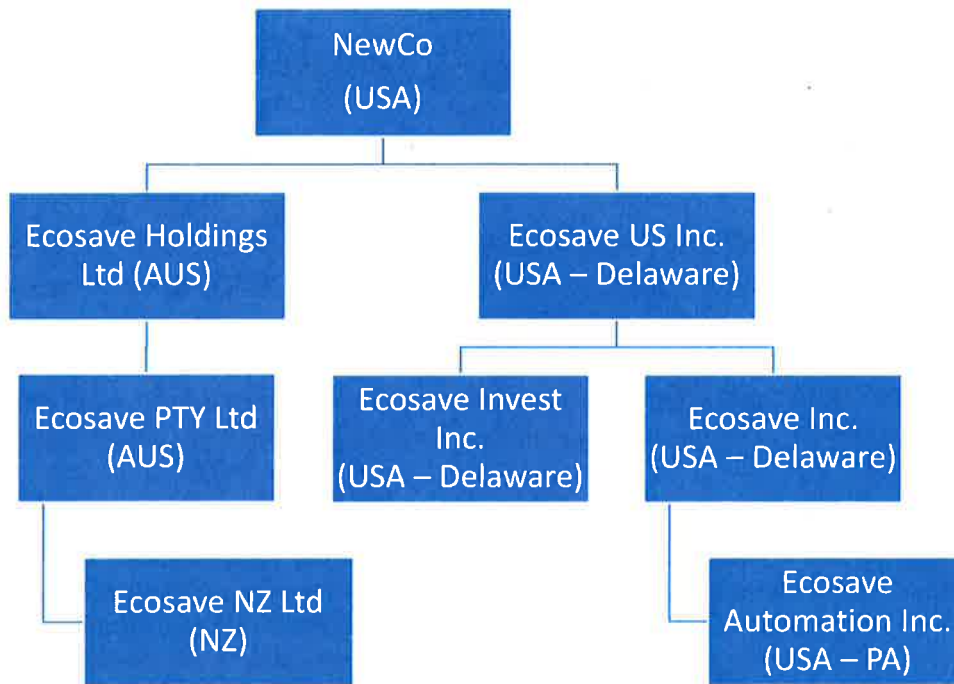 NewCo
(USA)
Ecosave Holdings
Ltd (AUS)
Ecosave US Inc.
(USA – Delaware)
Ecosave PTY Ltd
(AUS)
Ecosave Invest
Inc.
(USA – Delaware)
Ecosave Inc.
(USA – Delaware)
Ecosave NZ Ltd
(NZ)
Ecosave
Automation Inc.
(USA – PA)